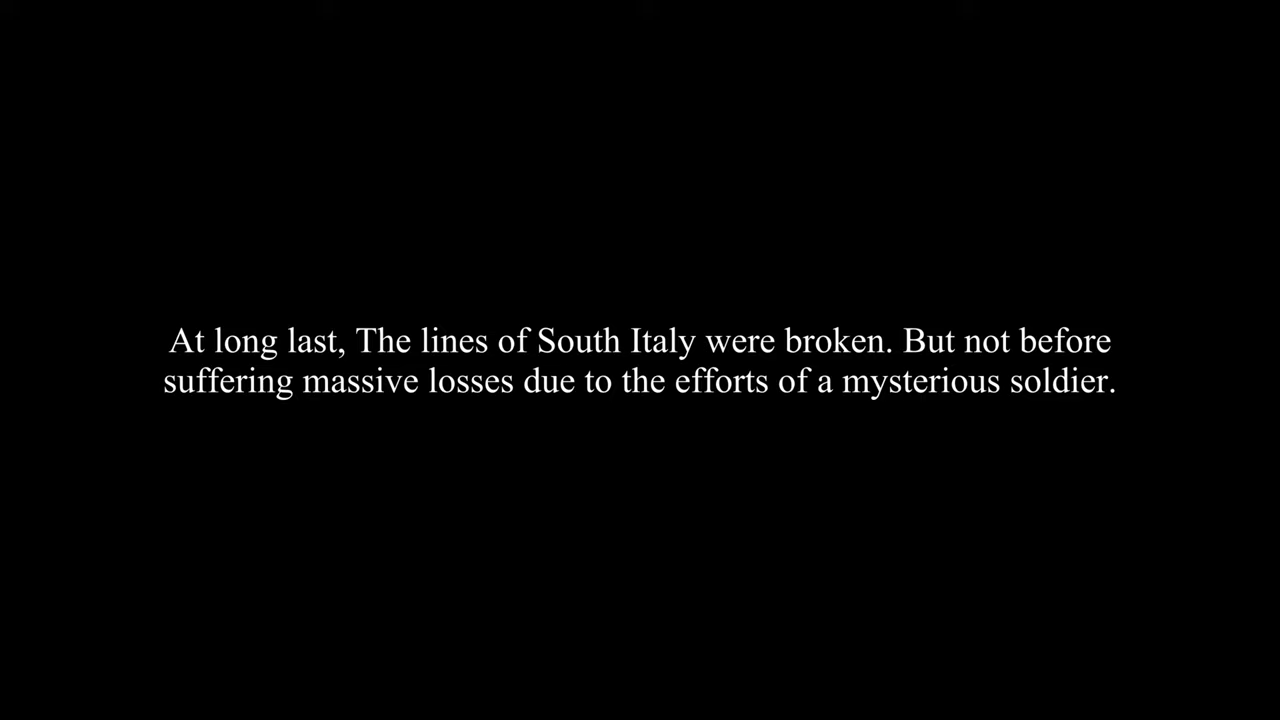 At long last, The lines of South Italy were broken. But not before
suffering massive losses due to the efforts of a mysterious soldier.